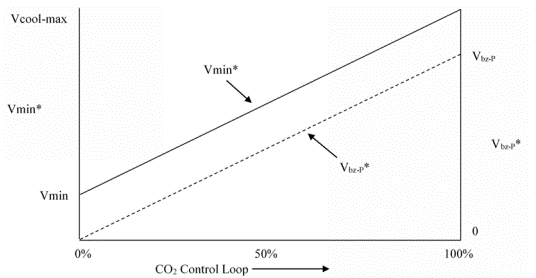 Vcool-max
Vbz-P
Vmin*
Vmin*
Vbz-P*
Vbz-P*
Vmin
0
0%
50%
100%
CO2 Control Loop